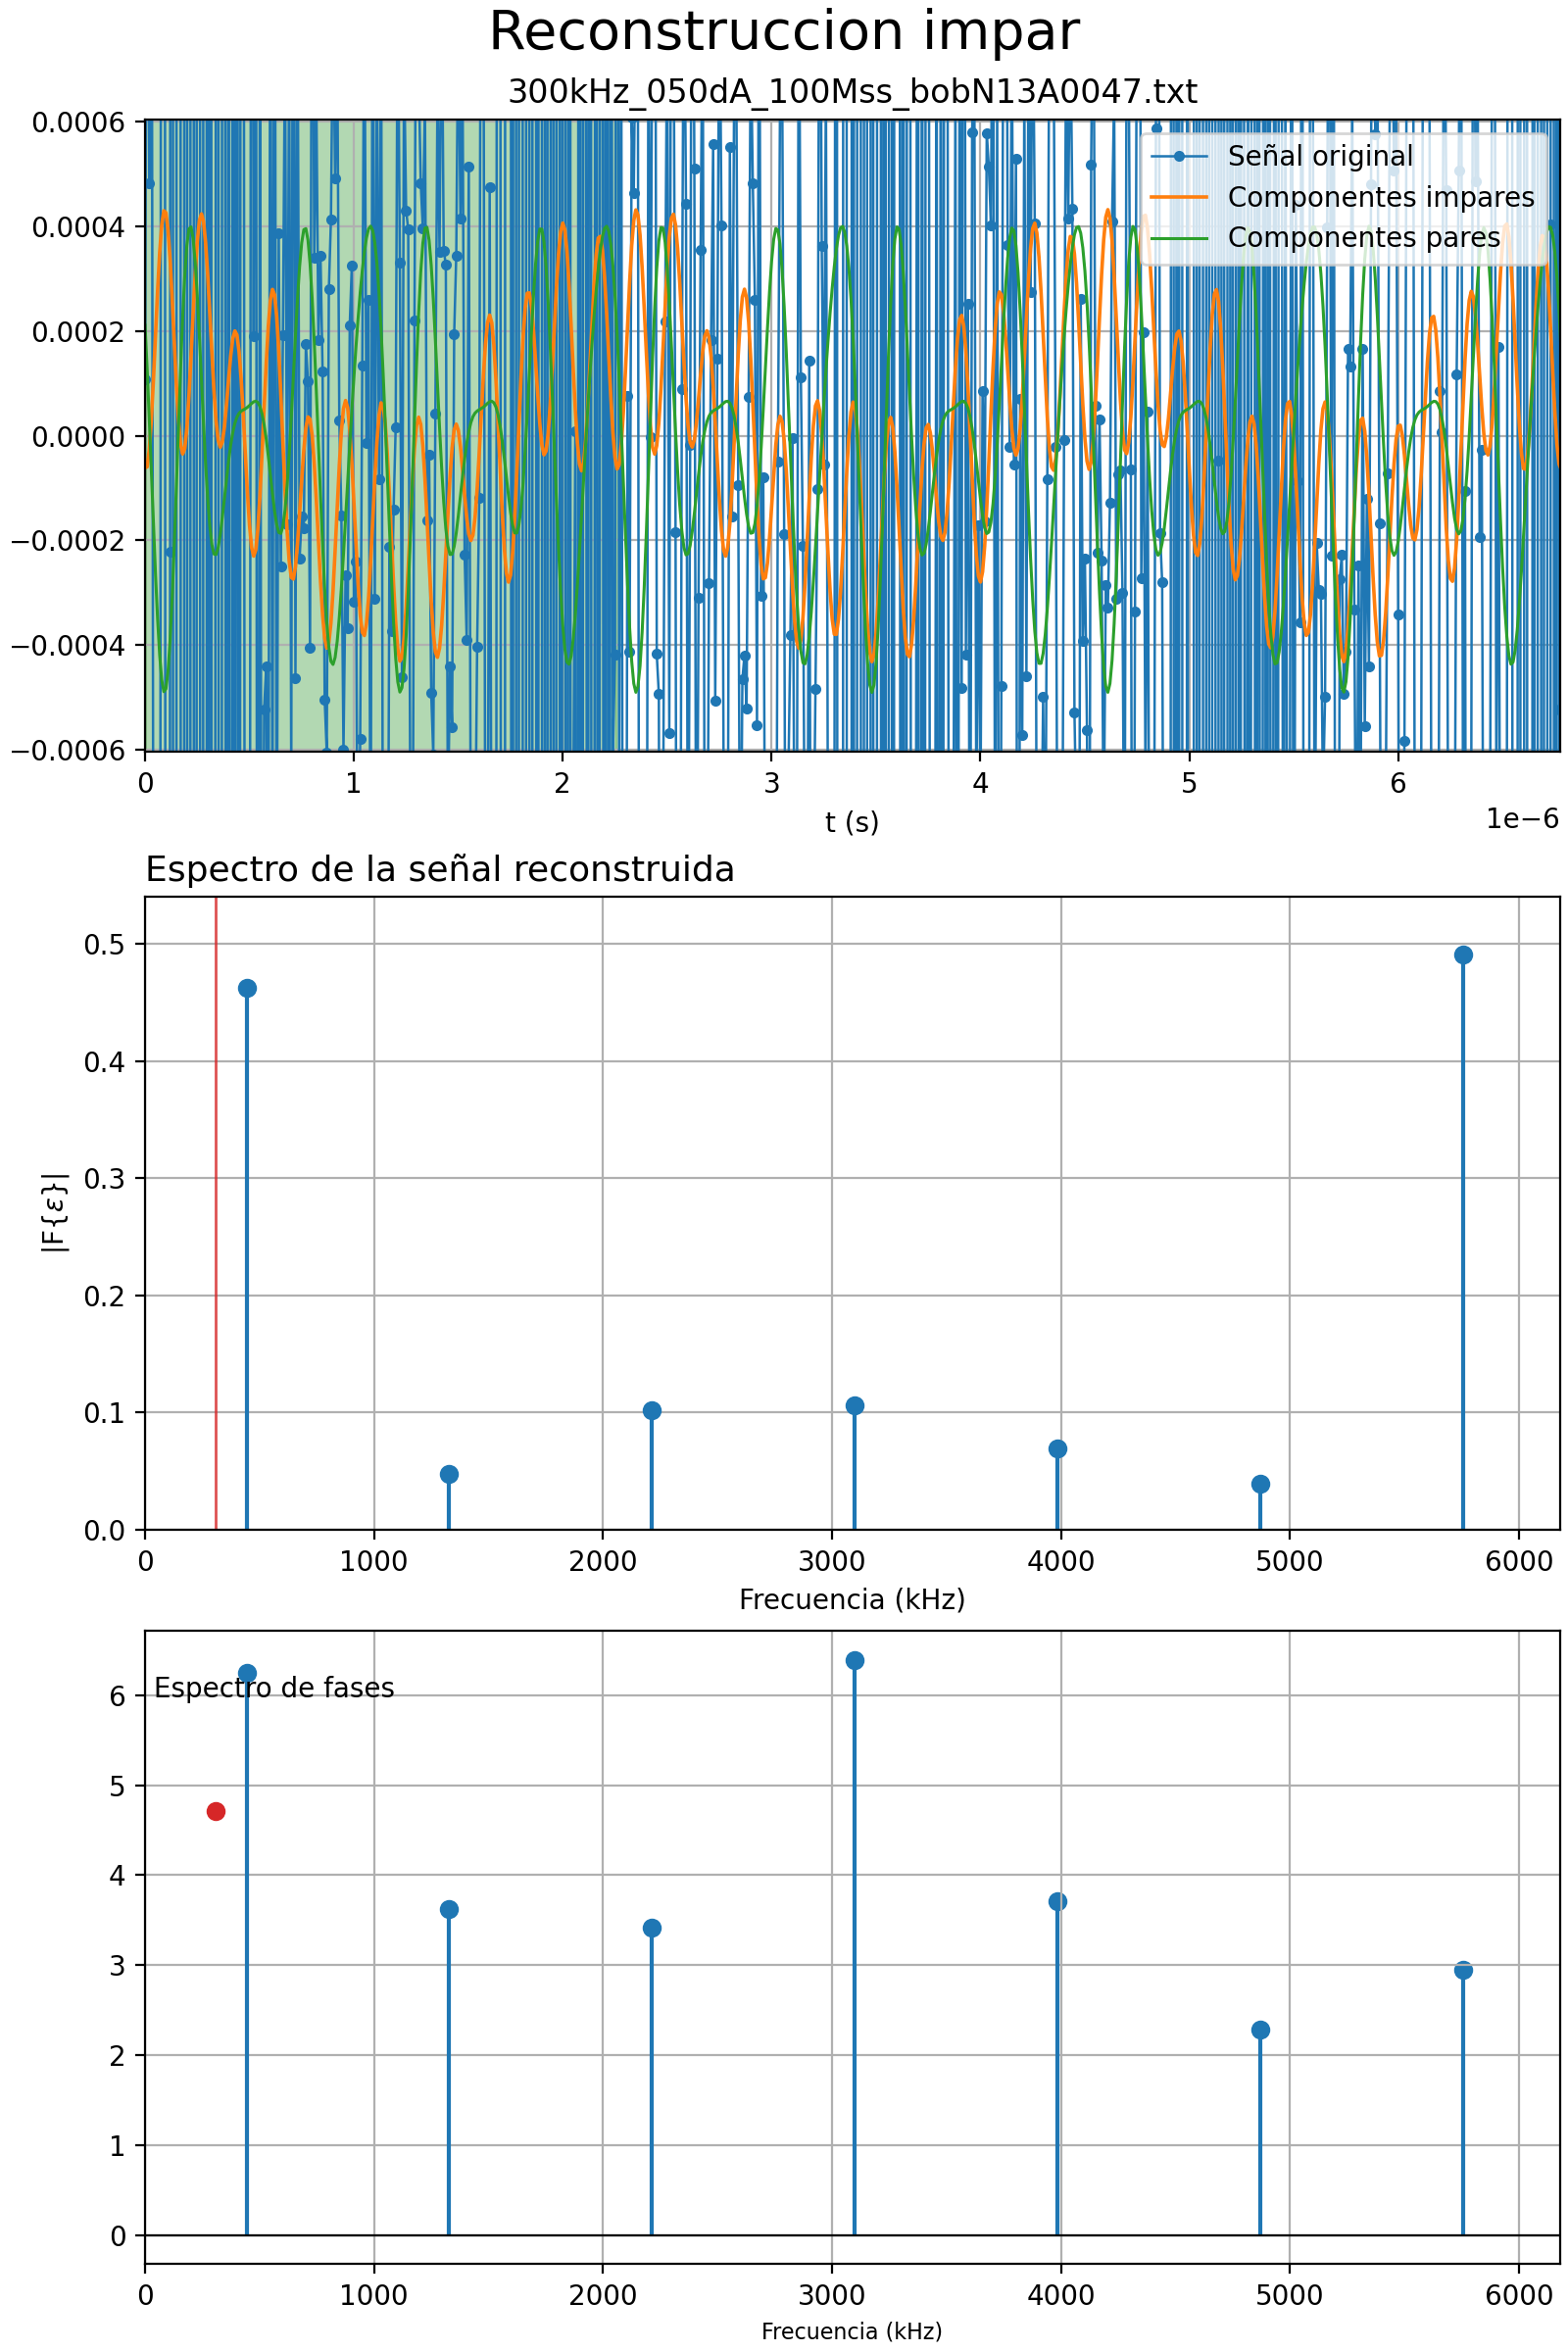 Reconstruccion impar
300kHz_050dA_100Mss_bobN13A0047.txt
0.0006
0.0004
0.0002
0.0000
−0.0002
−0.0004
−0.0006
Señal original
Componentes impares
Componentes pares
0 1 2 3 4 5 6
t (s)
1e−6
Espectro de la señal reconstruida
0.5
0.4
0.3
0.2
0.1
0.0
|F{ε}|
0 1000 2000 3000 4000 5000 6000
Frecuencia (kHz)
Espectro de fases
6
5
4
3
2
1
0
0 1000 2000 3000 4000 5000 6000
Frecuencia (kHz)